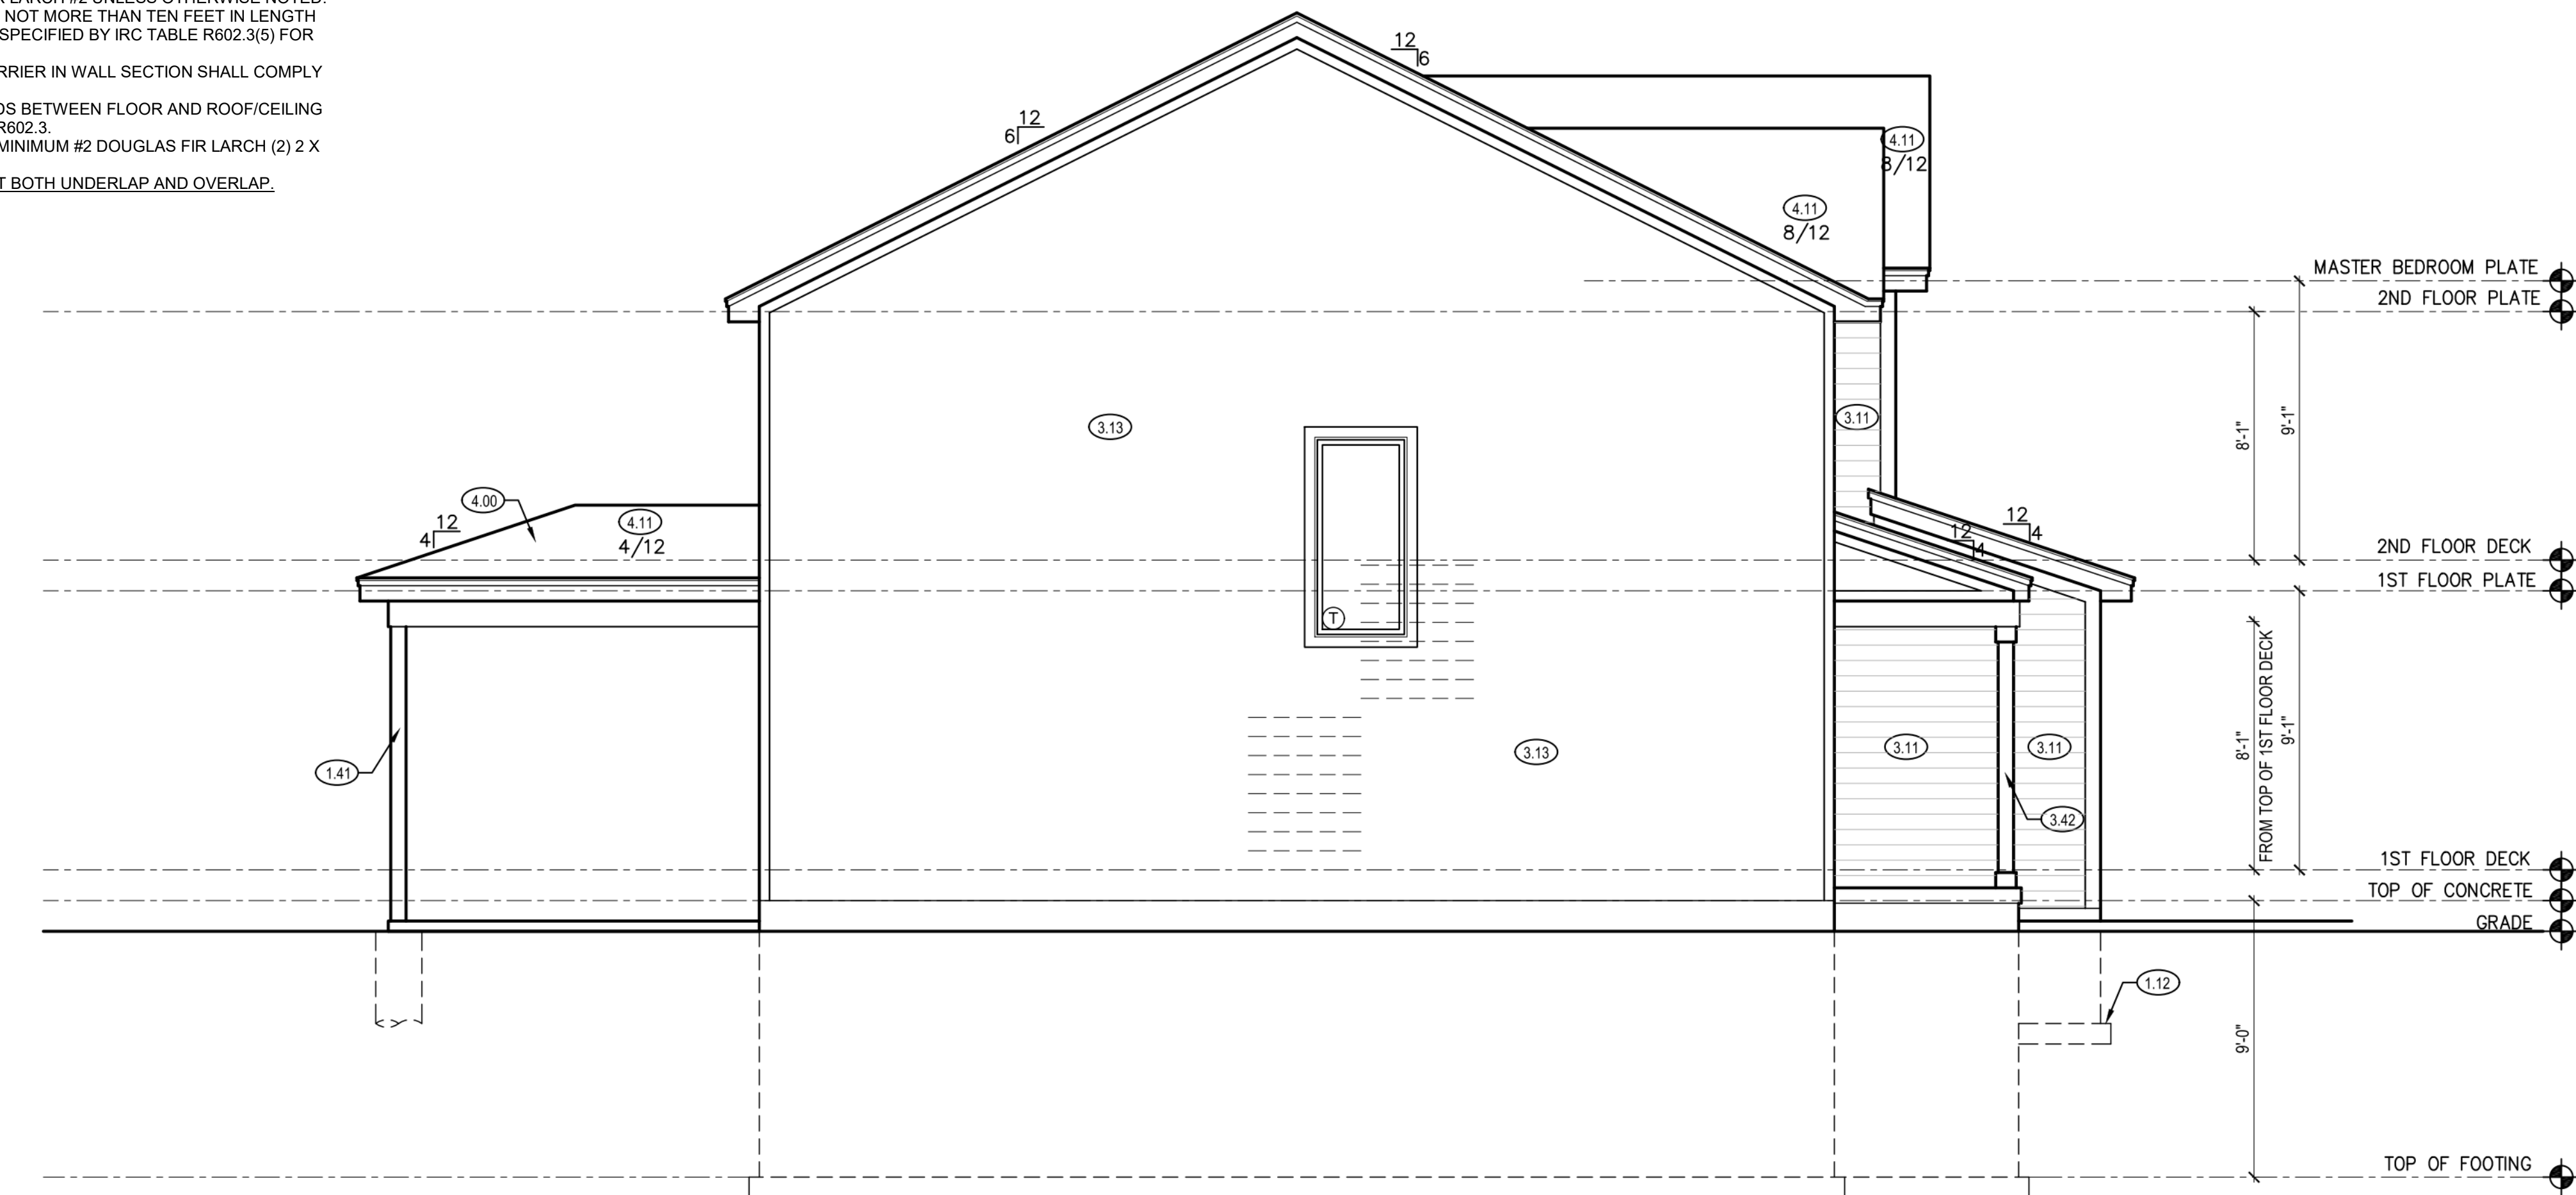 R LARCH #2 UNLESS OTHERWISE NOTED.
NOT MORE THAN TEN FEET IN LENGTH
SPECIFIED BY IRC TABLE R602.3(5) FOR
RRIER IN WALL SECTION SHALL COMPLY
DS BETWEEN FLOOR AND ROOF/CEILING
R602.3.
MINIMUM #2 DOUGLAS FIR LARCH (2) 2 X
T BOTH UNDERLAP AND OVERLAP.
12
6
12
6
4.11
8/12
4.11
8/12
MASTER BEDROOM PLATE
2ND FLOOR PLATE
3.13
3.11
8'-1"
9'-1"
4.00
12
4
4.11
4/12
12
4
12
4
2ND FLOOR DECK
1ST FLOOR PLATE
T
1.41
3.13
3.11
3.11
3.42
8'-1"
FROM TOP OF 1ST FLOOR DECK
9'-1"
1ST FLOOR DECK
TOP OF CONCRETE
GRADE
1.12
9'-0"
TOP OF FOOTING